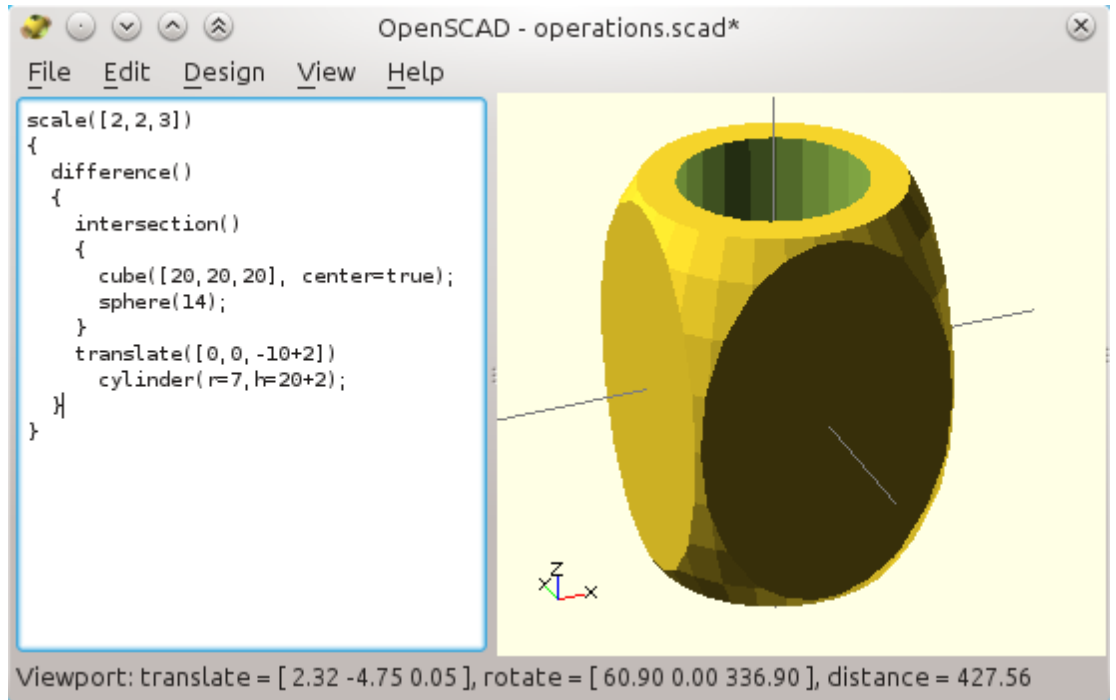 OpenSCAD - operations.scad*
File Edit Design View Help
scale([2,2,3])
{
  difference()
  {
    intersection()
    {
      cube([20,20,20], center=true);
      sphere(14);
    }
    translate([0,0,-10+2])
      cylinder(r=7,h=20+2);
  }
}
Z
X
X
Viewport: translate = [ 2.32 -4.75 0.05 ], rotate = [ 60.90 0.00 336.90 ], distance = 427.56